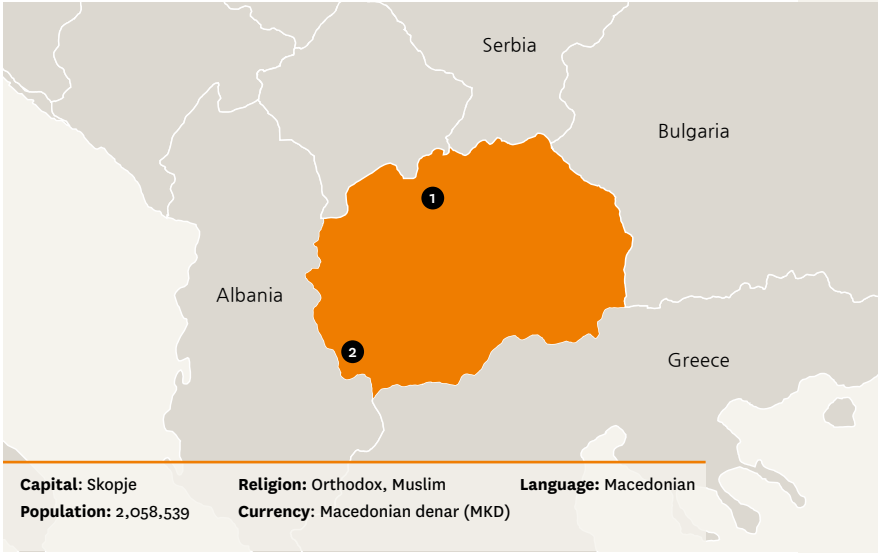 Serbia
Bulgaria
1
Albania
2
Greece
Capital: Skopje
Religion: Orthodox, Muslim
Language: Macedonian
Population: 2,058,539
Currency: Macedonian denar (MKD)